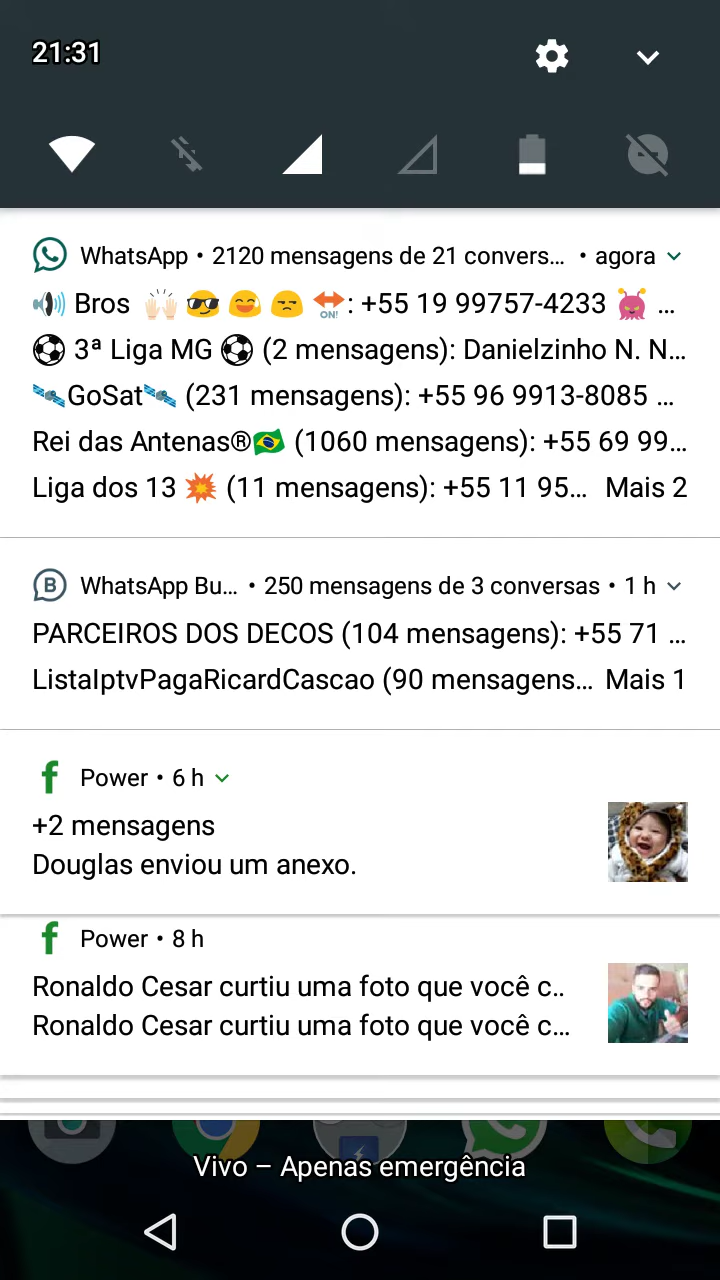 21:31
WhatsApp • 2120 mensagens de 21 convers... • agora
🔊 Bros 🙌🏻😎😅😒🔛: +55 19 99757-4233 👾 ...
⚽ 3ª Liga MG ⚽ (2 mensagens): Danielzinho N. N...
🛰GoSat🛰 (231 mensagens): +55 96 9913-8085 ...
Rei das Antenas®🇧🇷 (1060 mensagens): +55 69 99...
Liga dos 13 💥 (11 mensagens): +55 11 95... Mais 2
WhatsApp Bu... • 250 mensagens de 3 conversas • 1 h
PARCEIROS DOS DECOS (104 mensagens): +55 71 ...
ListaIptvPagaRicardCascao (90 mensagens... Mais 1
Power • 6 h
+2 mensagens
Douglas enviou um anexo.
Power • 8 h
Ronaldo Cesar curtiu uma foto que você c..
Ronaldo Cesar curtiu uma foto que você c...
Vivo – Apenas emergência